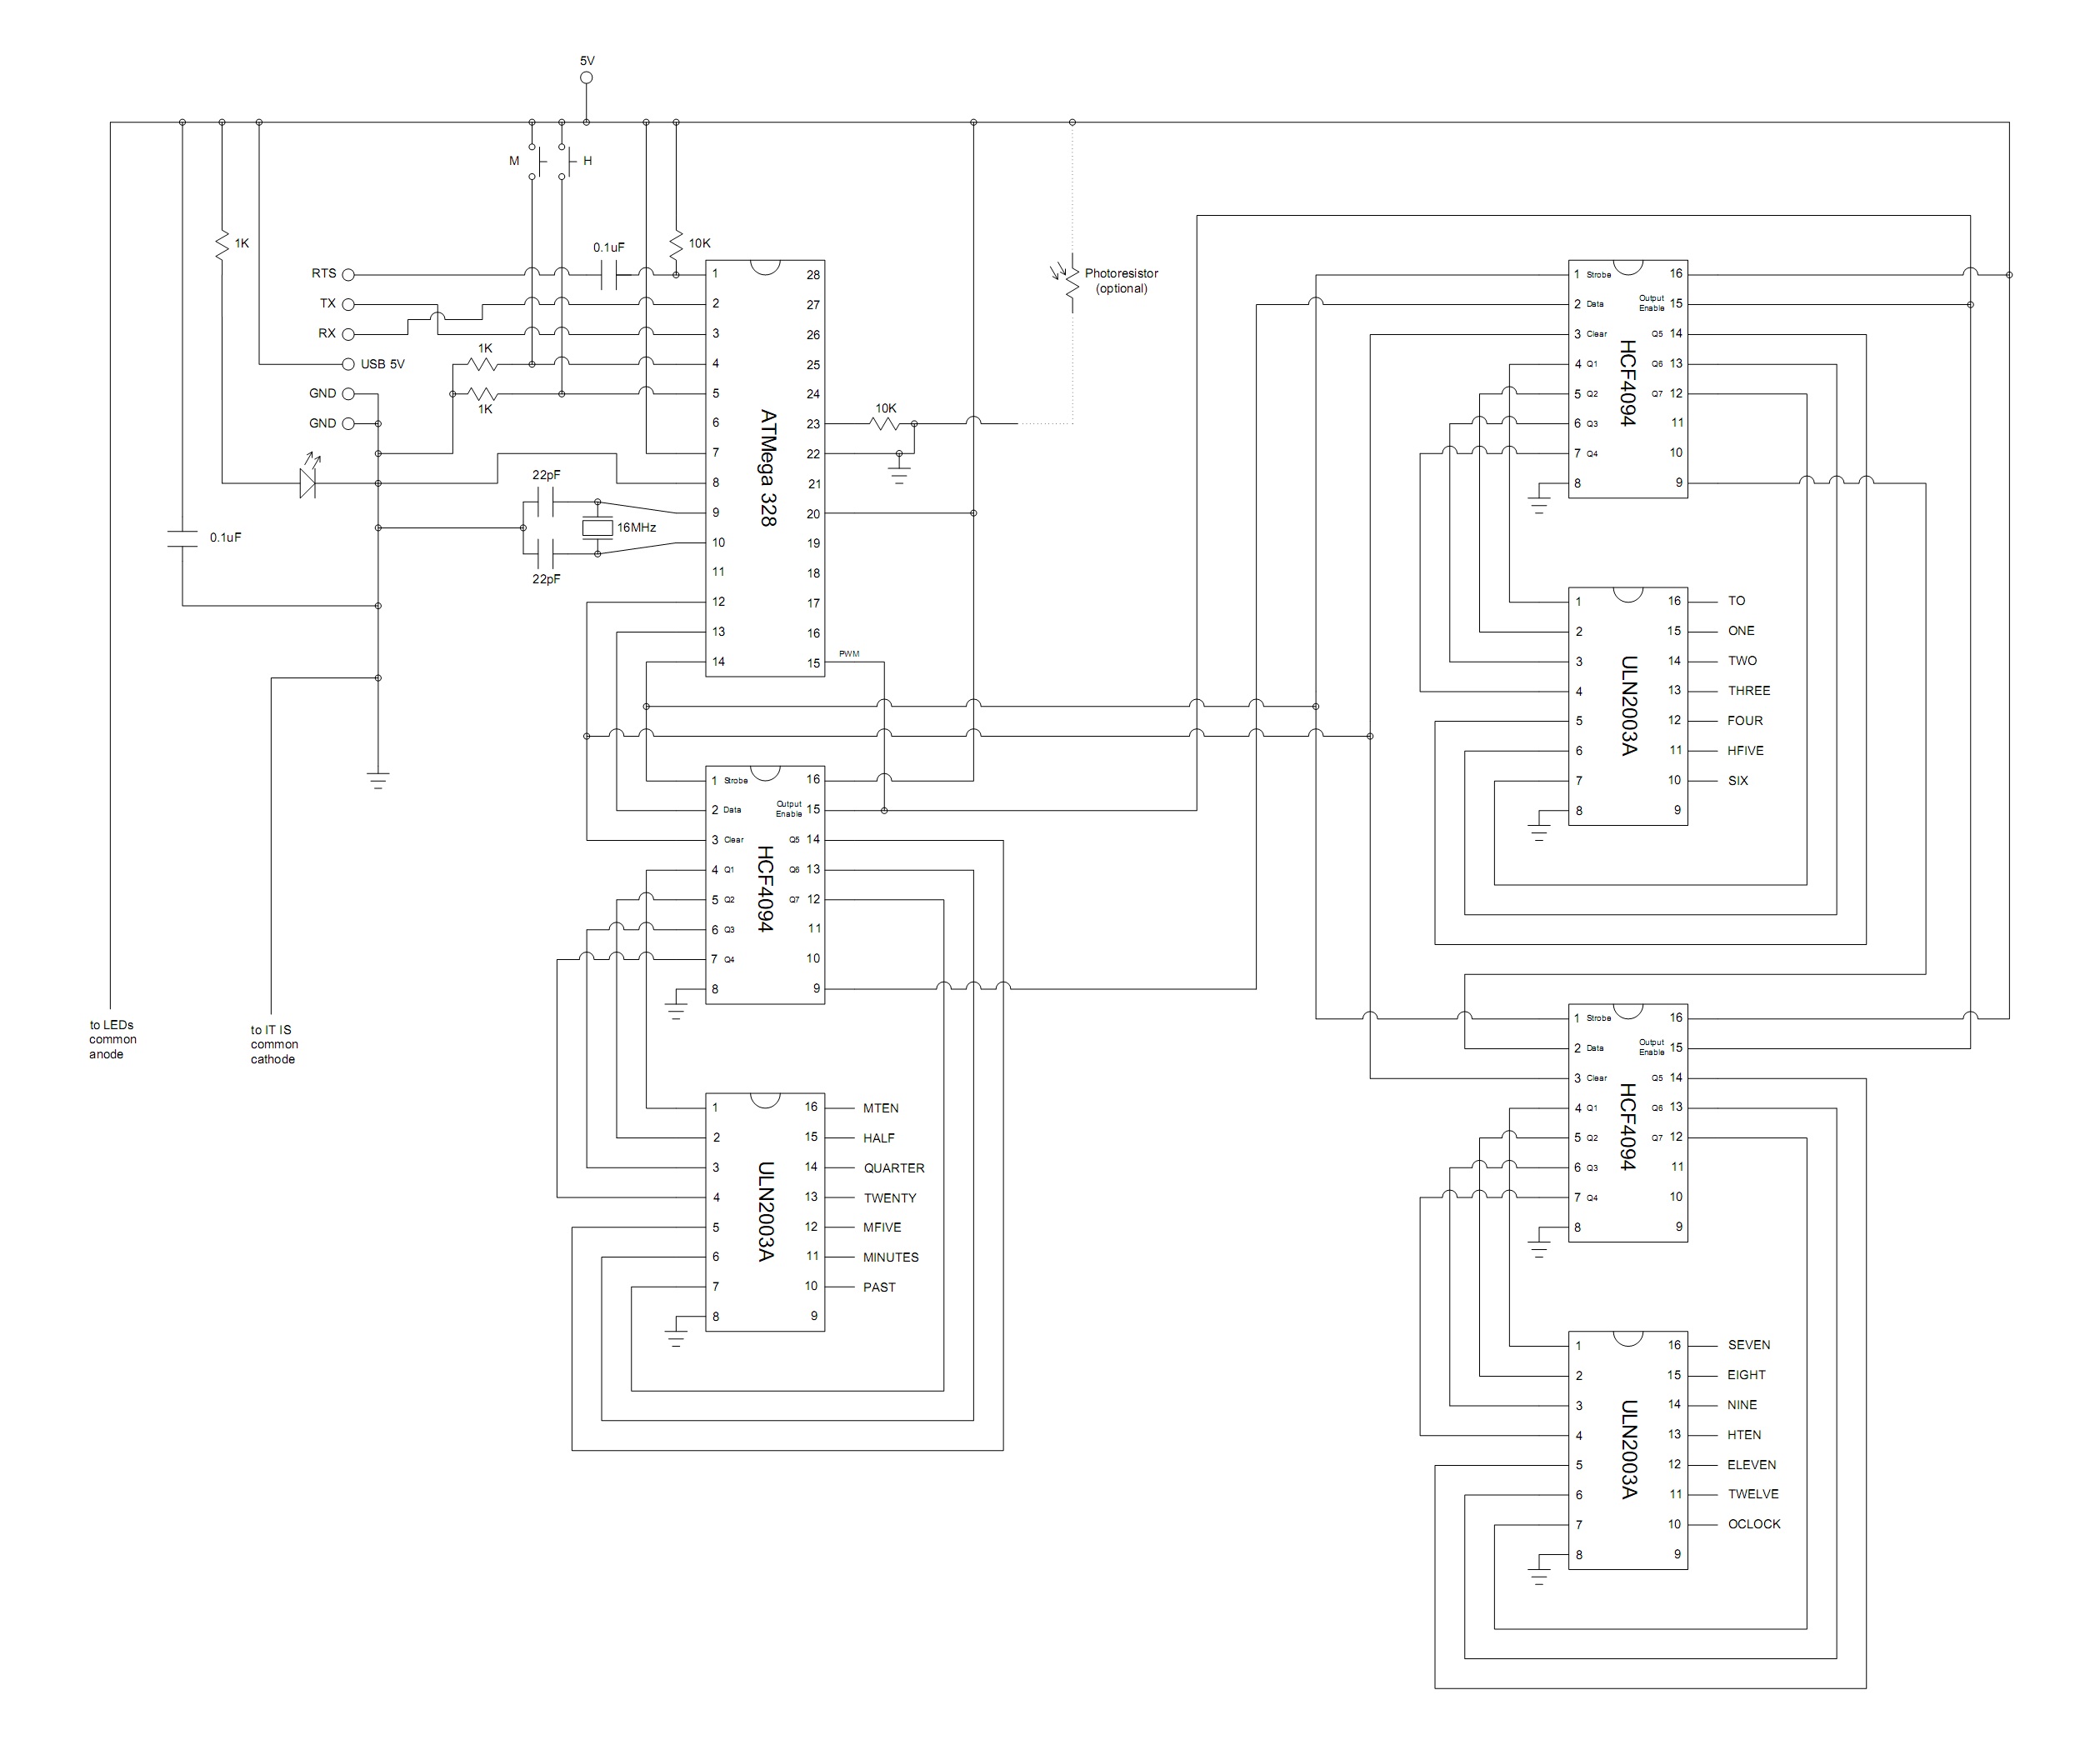 5V
M
H
1K
0.1uF
10K
RTS
TX
RX
USB 5V
GND
GND
1K
1K
22pF
16MHz
22pF
0.1uF
to LEDs
common
anode
to IT IS
common
cathode
ATMega 328
1 28
2 27
3 26
4 25
5 24
6 23
7 22
8 21
9 20
10 19
11 18
12 17
13 16
14 15
PWM
10K
Photoresistor
(optional)
HCF4094
1 Strobe 16
2 Data Output Enable 15
3 Clear Q5 14
4 Q1 Q6 13
5 Q2 Q7 12
6 Q3 11
7 Q4 10
8 9
ULN2003A
1 16 MTEN
2 15 HALF
3 14 QUARTER
4 13 TWENTY
5 12 MFIVE
6 11 MINUTES
7 10 PAST
8 9
HCF4094
1 Strobe 16
2 Data Output Enable 15
3 Clear Q5 14
4 Q1 Q6 13
5 Q2 Q7 12
6 Q3 11
7 Q4 10
8 9
ULN2003A
1 16 TO
2 15 ONE
3 14 TWO
4 13 THREE
5 12 FOUR
6 11 HFIVE
7 10 SIX
8 9
HCF4094
1 Strobe 16
2 Data Output Enable 15
3 Clear Q5 14
4 Q1 Q6 13
5 Q2 Q7 12
6 Q3 11
7 Q4 10
8 9
ULN2003A
1 16 SEVEN
2 15 EIGHT
3 14 NINE
4 13 HTEN
5 12 ELEVEN
6 11 TWELVE
7 10 OCLOCK
8 9